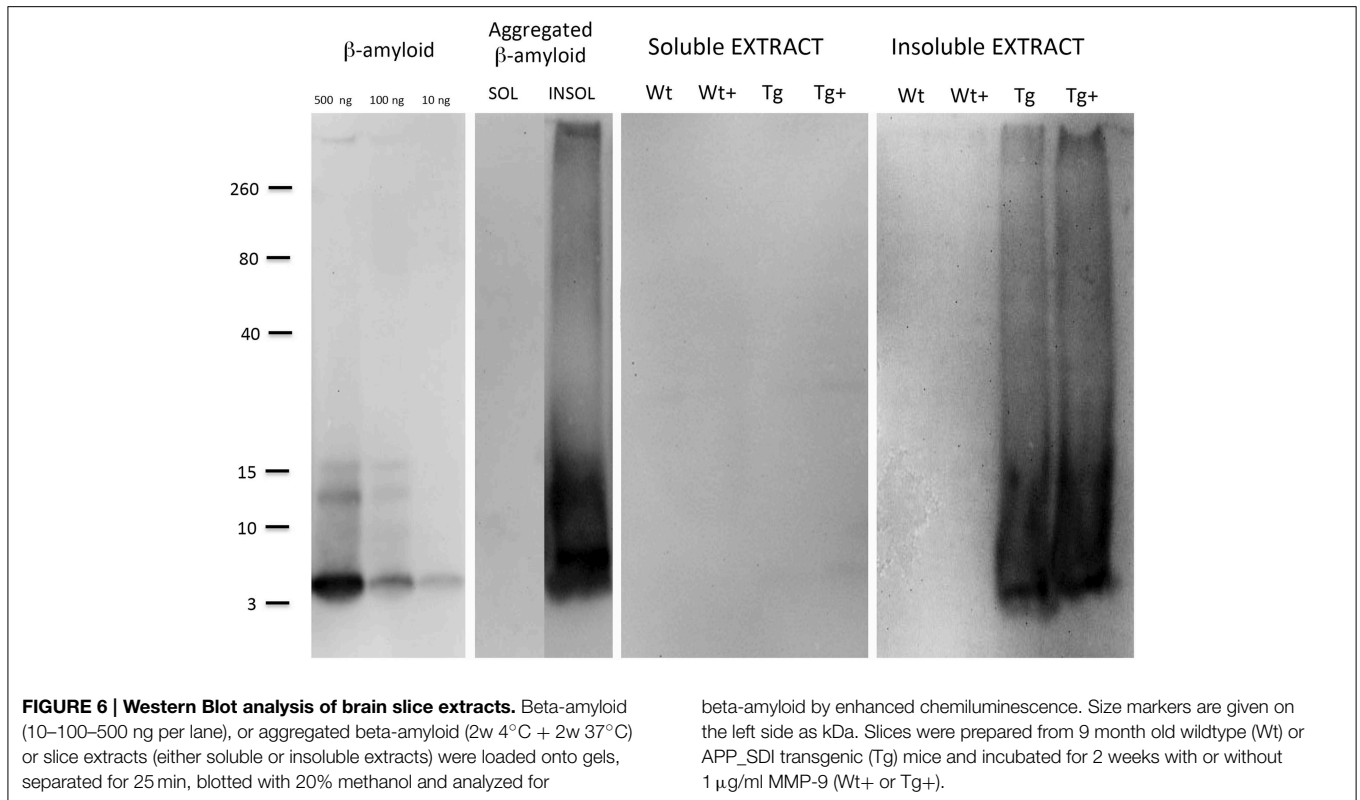 β-amyloid
Aggregated
β-amyloid
Soluble EXTRACT
Insoluble EXTRACT
500 ng 100 ng 10 ng
SOL INSOL
Wt Wt+ Tg Tg+
Wt Wt+ Tg Tg+
260
80
40
15
10
3
FIGURE 6 | Western Blot analysis of brain slice extracts. Beta-amyloid
(10–100–500 ng per lane), or aggregated beta-amyloid (2w 4°C + 2w 37°C)
or slice extracts (either soluble or insoluble extracts) were loaded onto gels,
separated for 25 min, blotted with 20% methanol and analyzed for
beta-amyloid by enhanced chemiluminescence. Size markers are given on
the left side as kDa. Slices were prepared from 9 month old wildtype (Wt) or
APP_SDI transgenic (Tg) mice and incubated for 2 weeks with or without
1 μg/ml MMP-9 (Wt+ or Tg+).